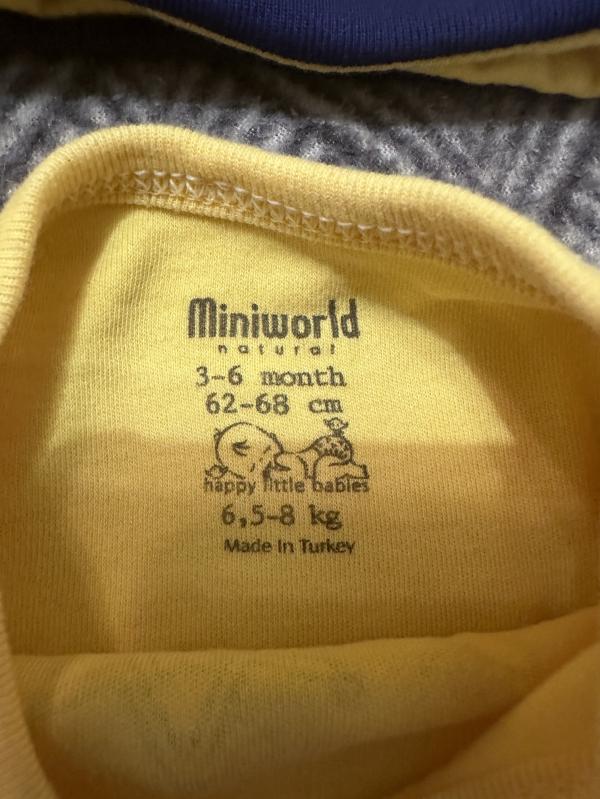 Miniworld
natural
3-6 month
62-68 cm
happy little babies
6,5-8 kg
Made In Turkey